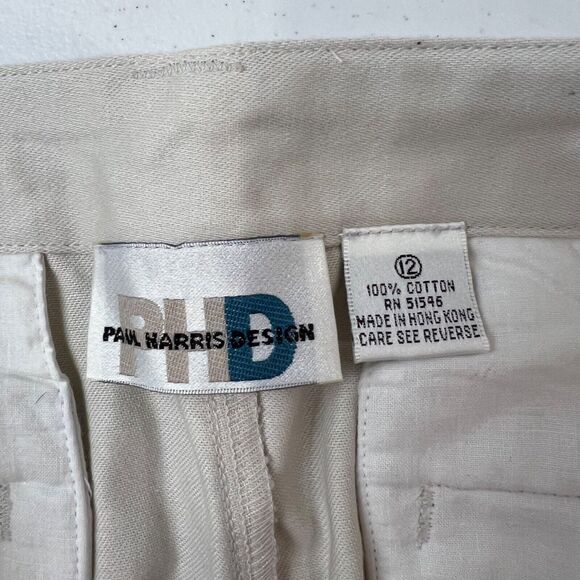 PHD
PAUL HARRIS DESIGN
12
100% COTTON
RN 51546
MADE IN HONG KONG
CARE SEE REVERSE